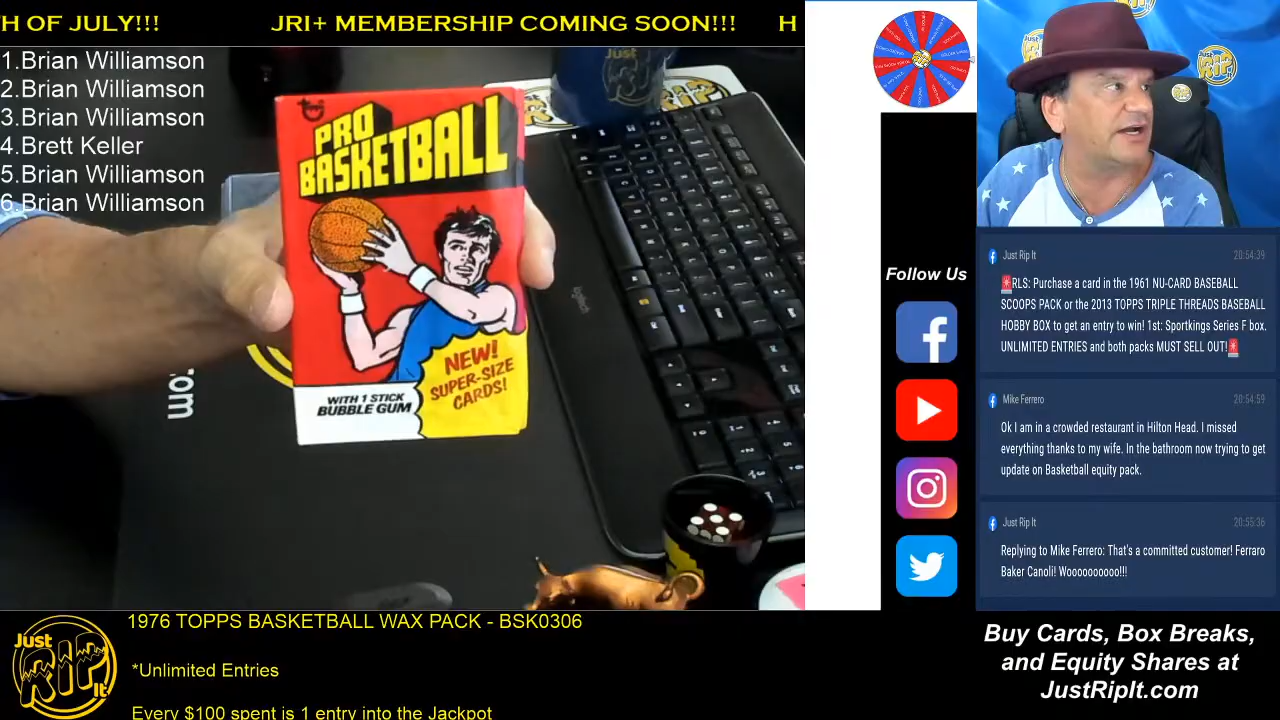 H OF JULY!!! JRI+ MEMBERSHIP COMING SOON!!! H
1.Brian Williamson
2.Brian Williamson
3.Brian Williamson
4.Brett Keller
5.Brian Williamson
6.Brian Williamson
Topps
PRO
BASKETBALL
NEW!
SUPER-SIZE
CARDS!
WITH 1 STICK
BUBBLE GUM
.com
logitech
Just
RIP
Follow Us
Just Rip It 20:54:39
🚨RLS: Purchase a card in the 1961 NU-CARD BASEBALL
SCOOPS PACK or the 2013 TOPPS TRIPLE THREADS BASEBALL
HOBBY BOX to get an entry to win! 1st: Sportkings Series F box.
UNLIMITED ENTRIES and both packs MUST SELL OUT!🚨
Mike Ferrero 20:54:59
Ok I am in a crowded restaurant in Hilton Head. I missed
everything thanks to my wife. In the bathroom now trying to get
update on Basketball equity pack.
Just Rip It 20:55:36
Replying to Mike Ferrero: That's a committed customer! Ferraro
Baker Canoli! Woooooooooo!!!
Just
RIP
It
1976 TOPPS BASKETBALL WAX PACK - BSK0306
*Unlimited Entries
Every $100 spent is 1 entry into the Jackpot
Buy Cards, Box Breaks,
and Equity Shares at
JustRipIt.com